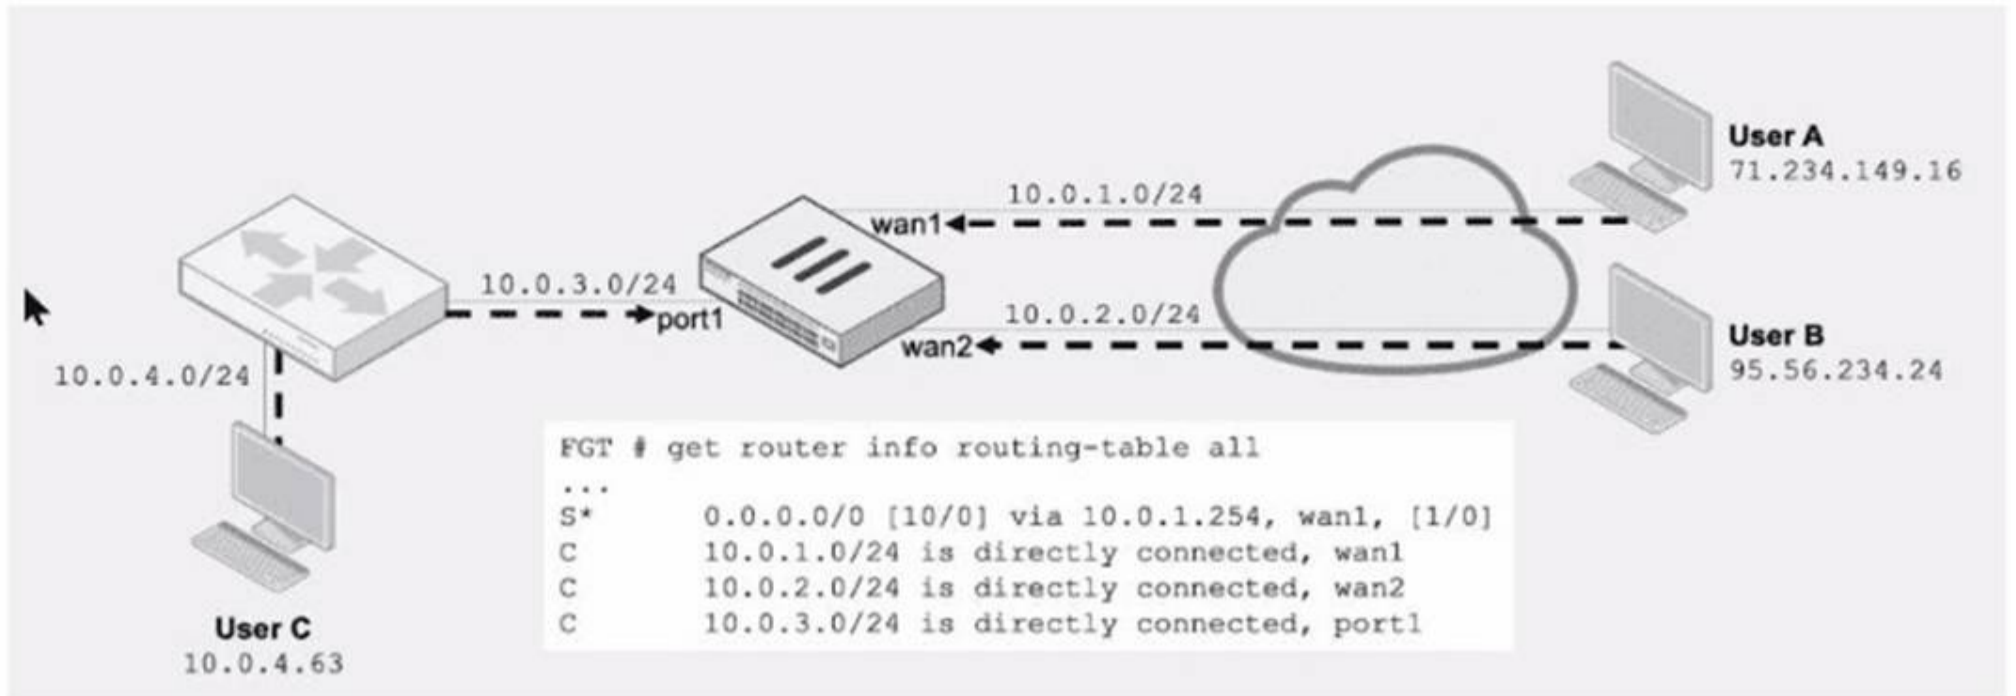 User A
71.234.149.16
10.0.1.0/24
wan1
10.0.3.0/24
port1
10.0.2.0/24
wan2
User B
95.56.234.24
10.0.4.0/24
User C
10.0.4.63
FGT # get router info routing-table all
...
S* 0.0.0.0/0 [10/0] via 10.0.1.254, wan1, [1/0]
C 10.0.1.0/24 is directly connected, wan1
C 10.0.2.0/24 is directly connected, wan2
C 10.0.3.0/24 is directly connected, port1